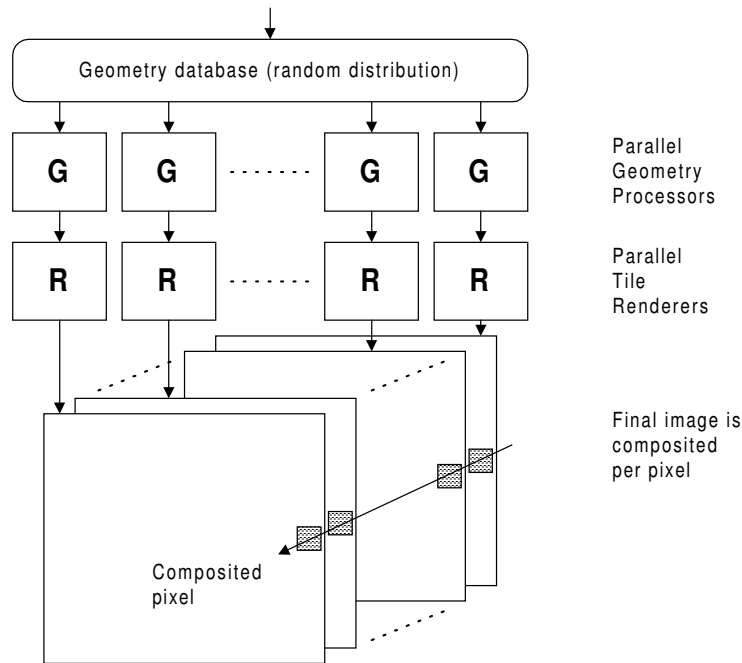 Geometry database (random distribution)
G G G G
Parallel
Geometry
Processors
R R R R
Parallel
Tile
Renderers
Final image is
composited
per pixel
Composited
pixel